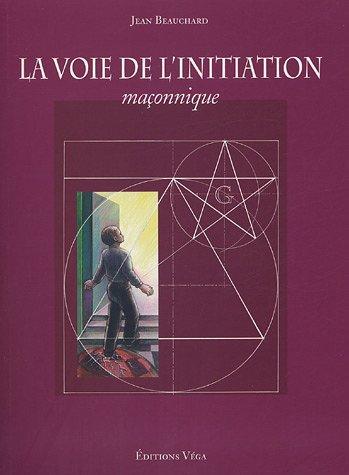 JEAN BEAUCHARD
LA VOIE DE L'INITIATION
maçonnique
G
ÉDITIONS VÉGA